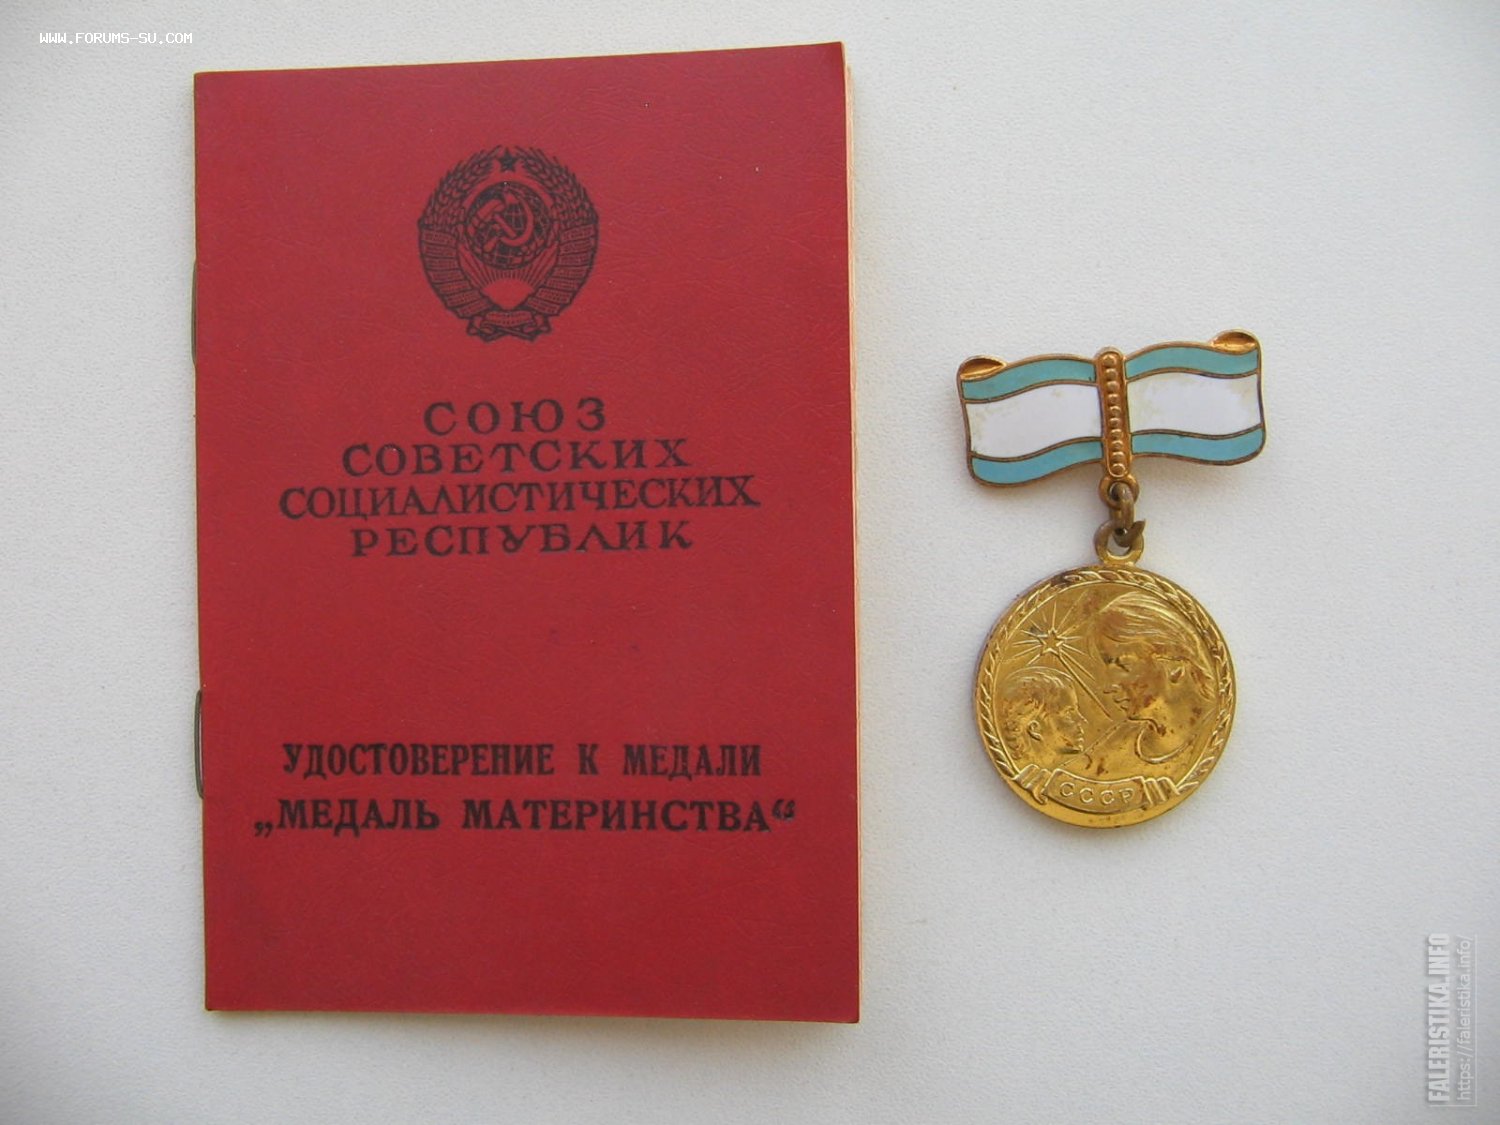 WWW.FORUMS-SU.COM
СОЮЗ
СОВЕТСКИХ
СОЦИАЛИСТИЧЕСКИХ
РЕСПУБЛИК
УДОСТОВЕРЕНИЕ К МЕДАЛИ
„МЕДАЛЬ МАТЕРИНСТВА“
СССР
FALERISTIKA.INFO
https://faleristika.info/